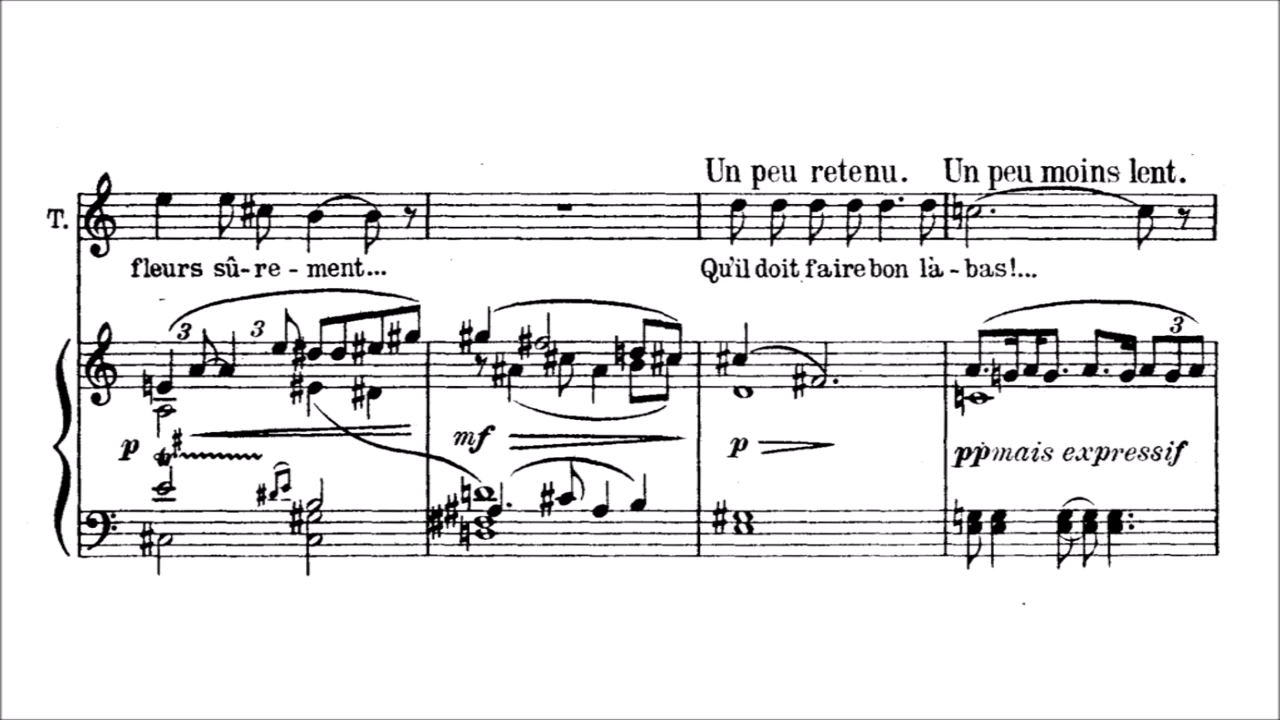 Un peu retenu. Un peu moins lent.
T.
fleurs sû-re-ment... Qu'il doit faire bon là-bas!...
3 3 3
p mf p pp mais expressif